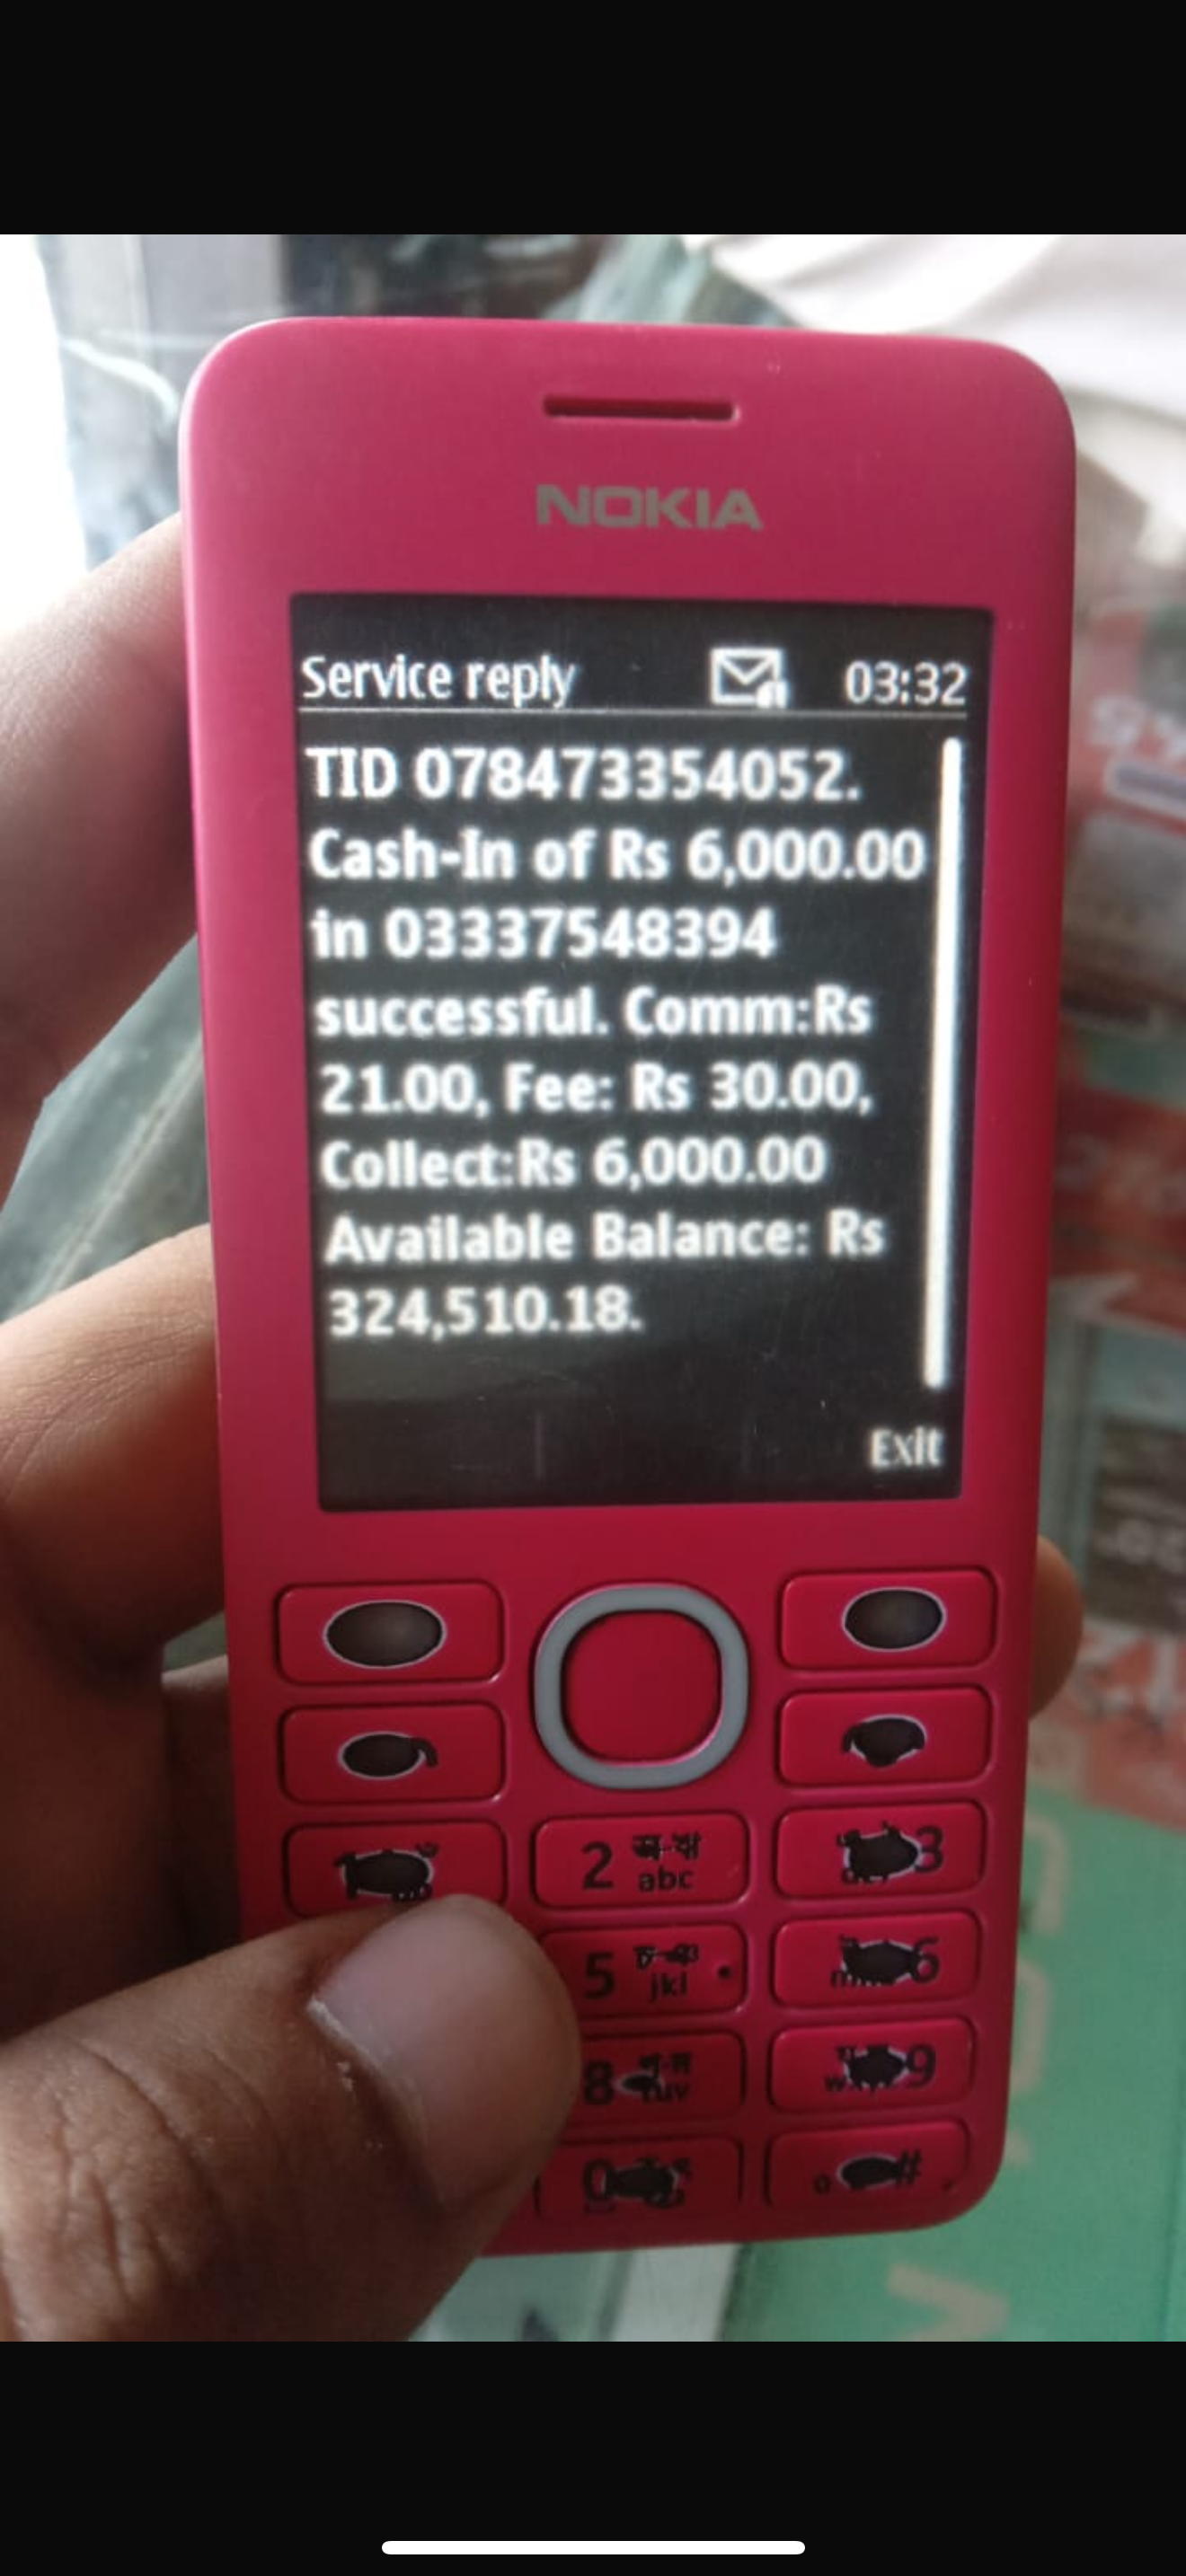 NOKIA
Service reply 03:32
TID 078473354052.
Cash-In of Rs 6,000.00
in 03337548394
successful. Comm:Rs
21.00, Fee: Rs 30.00,
Collect:Rs 6,000.00
Available Balance: Rs
324,510.18.
Exit
2 abc
3
5 jkl
6
8
9
0
#